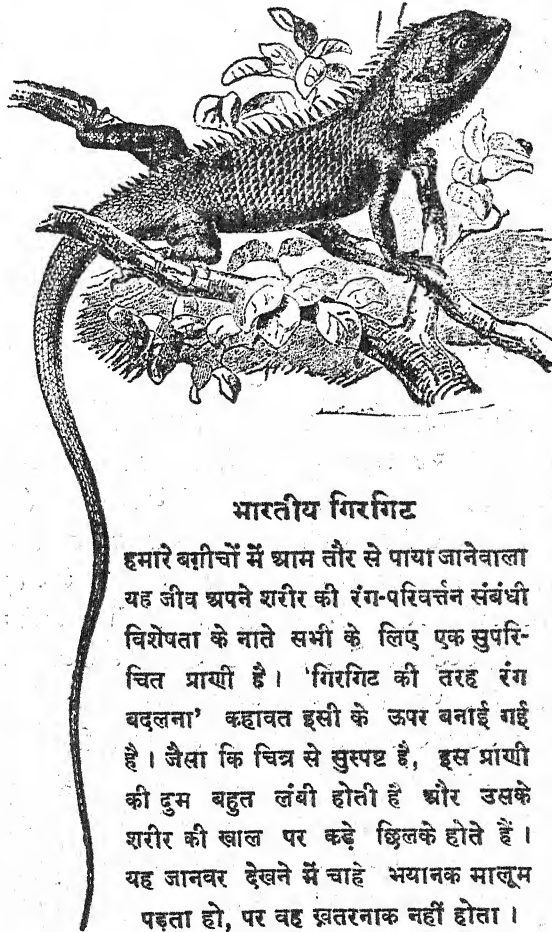 भारतीय गिरगिट
हमारे बग़ीचों में आम तौर से पाया जानेवाला
यह जीव अपने शरीर की रंग-परिवर्त्तन संबंधी
विशेषता के नाते सभी के लिए एक सुपरि-
चित प्राणी है। 'गिरगिट की तरह रंग
बदलना' कहावत इसी के ऊपर बनाई गई
है। जैसा कि चित्र से सुस्पष्ट है, इस प्राणी
की दुम बहुत लंबी होती है और उसके
शरीर की खाल पर कड़े छिलके होते हैं।
यह जानवर देखने में चाहे भयानक मालूम
पड़ता हो, पर वह ख़तरनाक नहीं होता।